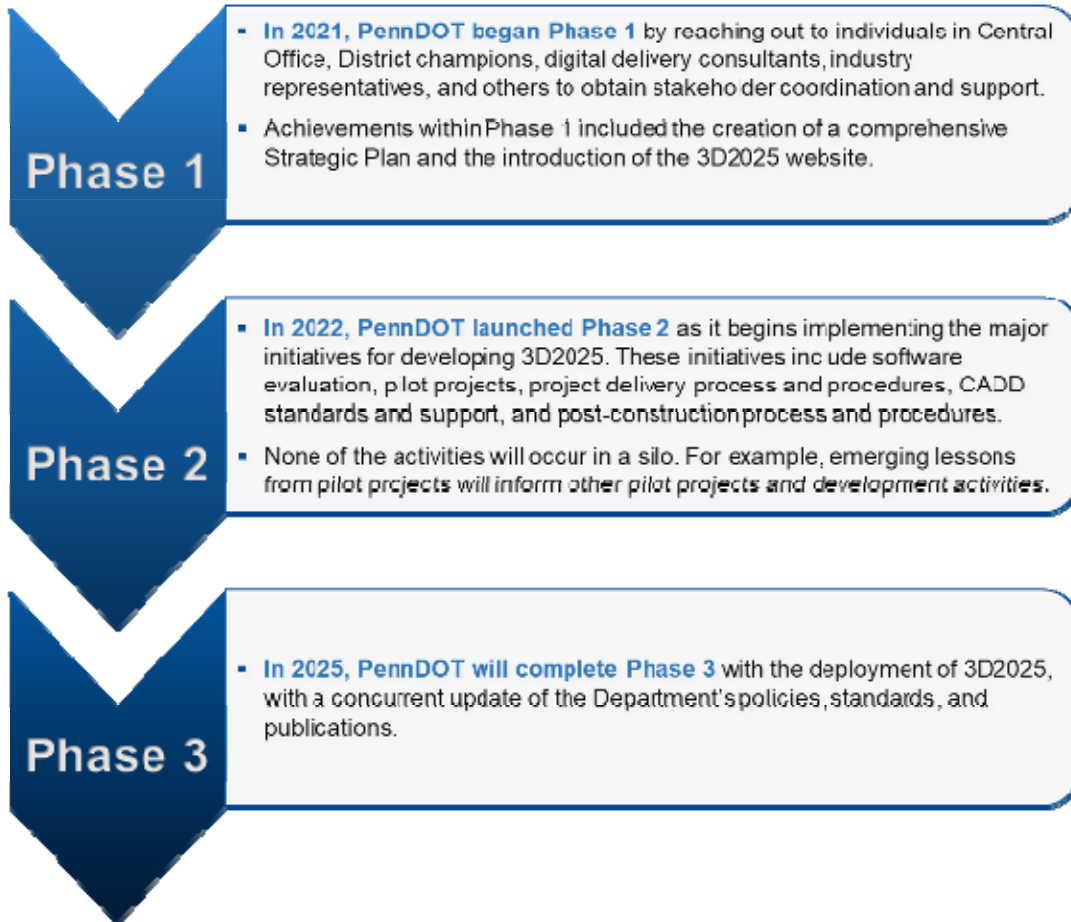 Phase 1
▪ In 2021, PennDOT began Phase 1 by reaching out to individuals in Central
Office, District champions, digital delivery consultants, industry
representatives, and others to obtain stakeholder coordination and support.
▪ Achievements within Phase 1 included the creation of a comprehensive
Strategic Plan and the introduction of the 3D2025 website.
Phase 2
▪ In 2022, PennDOT launched Phase 2 as it begins implementing the major
initiatives for developing 3D2025. These initiatives include software
evaluation, pilot projects, project delivery process and procedures, CADD
standards and support, and post-construction process and procedures.
▪ None of the activities will occur in a silo. For example, emerging lessons
from pilot projects will inform other pilot projects and development activities.
Phase 3
▪ In 2025, PennDOT will complete Phase 3 with the deployment of 3D2025,
with a concurrent update of the Department's policies, standards, and
publications.